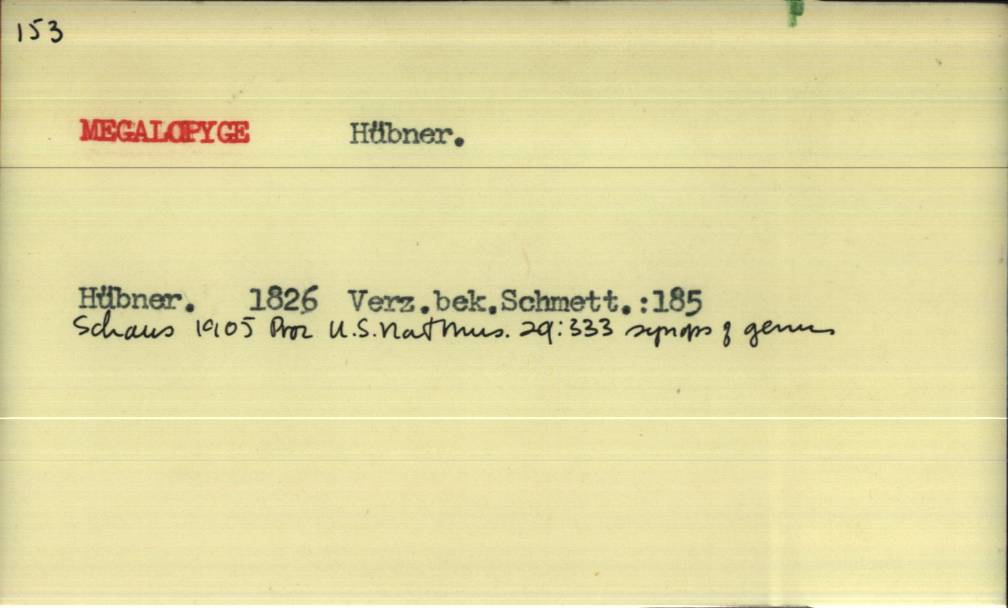 153
MEGALOPYGE Hübner.
Hübner. 1826 Verz.bek.Schmett.:185
Schaus 1905 Proc U.S. Nat Mus. 29:333 synops of genus